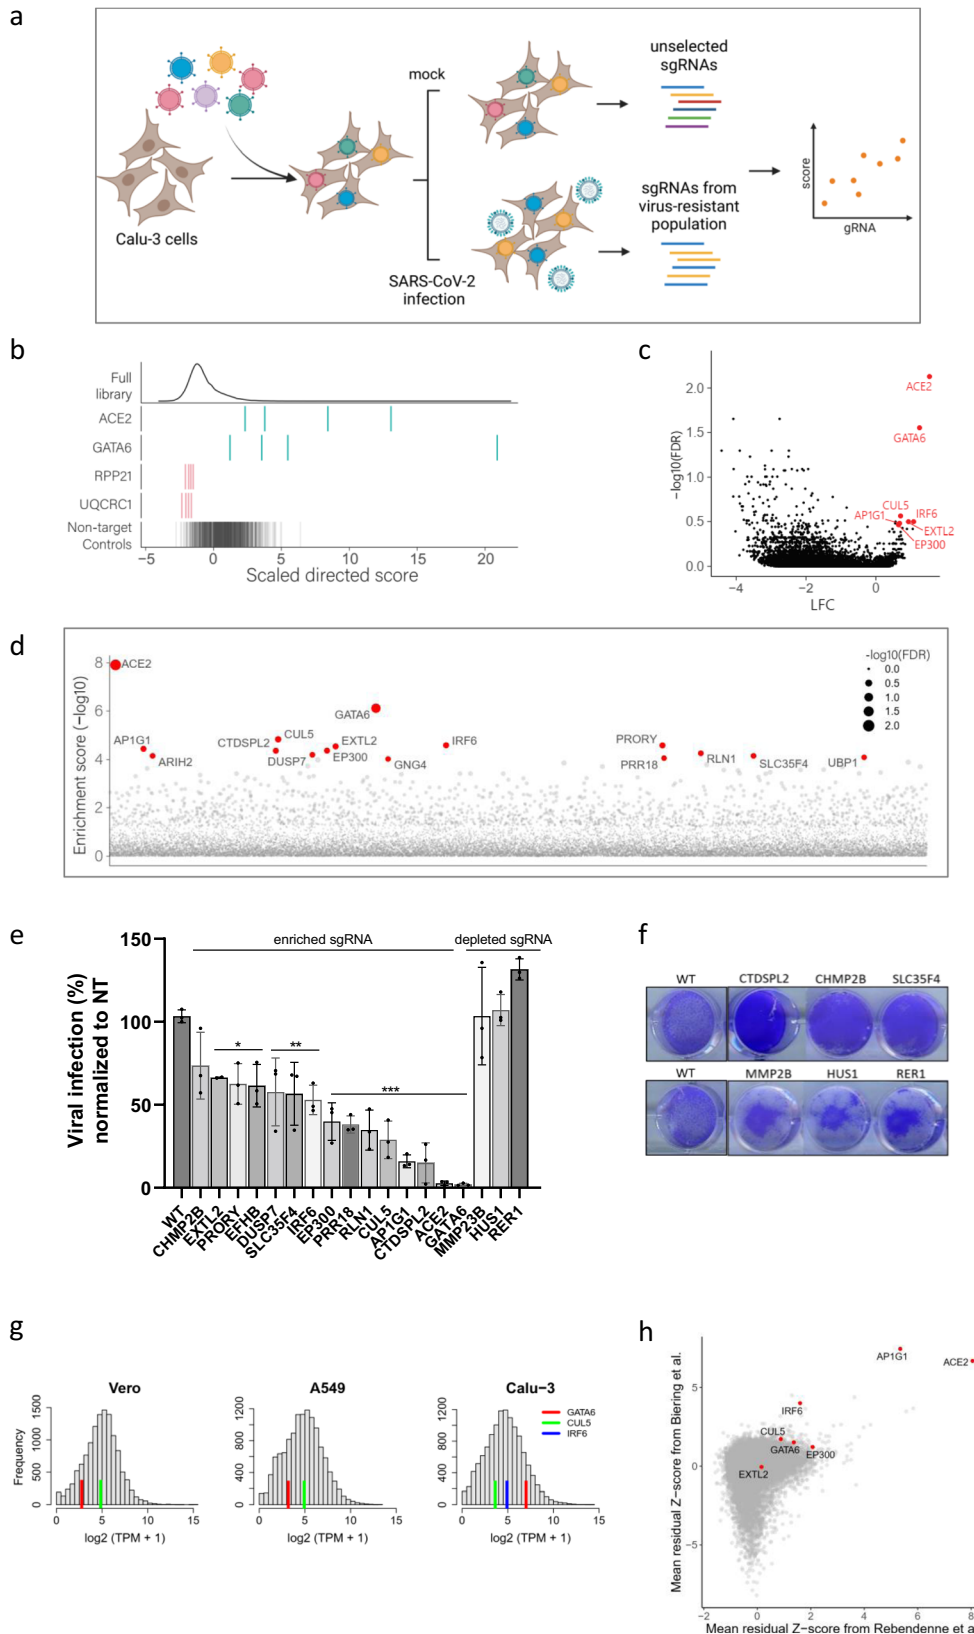 a
mock
unselected
sgRNAs
Calu-3 cells
SARS-CoV-2
infection
sgRNAs from
virus-resistant
population
score
gRNA
b
Full
library
ACE2
GATA6
RPP21
UQCRC1
Non-target
Controls
−5
0
5
10
15
20
Scaled directed score
c
−log10(FDR)
2.0
1.5
1.0
0.5
0.0
ACE2
GATA6
CUL5
AP1G1
IRF6
EXTL2
EP300
−4
−2
0
LFC
d
Enrichment score (−log10)
8
6
4
2
0
ACE2
AP1G1
ARIH2
CTDSPL2
CUL5
DUSP7
EP300
EXTL2
GATA6
GNG4
IRF6
PRORY
PRR18
RLN1
SLC35F4
UBP1
-log10(FDR)
0.0
0.5
1.0
1.5
2.0
e
Viral infection (%)
normalized to NT
150
100
50
0
enriched sgRNA
depleted sgRNA
*
**
***
WT
CHMP2B
EXTL2
PRORY
EFHB
DUSP7
SLC35F4
IRF6
EP300
PRR18
RLN1
CUL5
AP1G1
CTDSPL2
ACE2
GATA6
MMP23B
HUS1
RER1
f
WT CTDSPL2 CHMP2B SLC35F4
WT MMP2B HUS1 RER1
g
Vero
Frequency
1500
1000
500
0
0 5 10 15
log2 (TPM + 1)
A549
1200
800
400
0
0 5 10 15
log2 (TPM + 1)
Calu−3
1200
800
400
0
0 5 10 15
log2 (TPM + 1)
GATA6
CUL5
IRF6
h
Mean residual Z−score from Biering et al.
5
0
−5
AP1G1
ACE2
IRF6
CUL5
GATA6
EP300
EXTL2
−2 0 2 4 6 8
Mean residual Z−score from Rebendenne et a